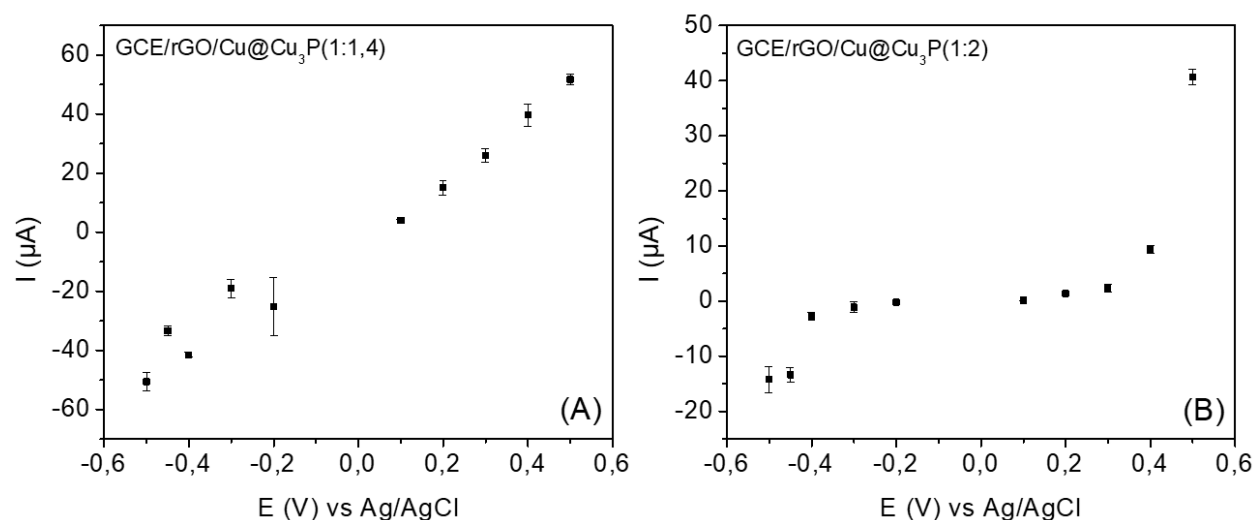 GCE/rGO/Cu@Cu₃P(1:1,4)
60
40
20
0
-20
-40
-60
I (µA)
(A)
-0,6 -0,4 -0,2 0,0 0,2 0,4 0,6
E (V) vs Ag/AgCl
GCE/rGO/Cu@Cu₃P(1:2)
50
40
30
20
10
0
-10
-20
I (µA)
(B)
-0,6 -0,4 -0,2 0,0 0,2 0,4 0,6
E (V) vs Ag/AgCl